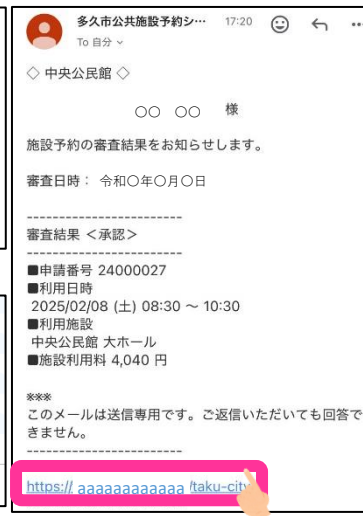 多久市公共施設予約シ… 17:20
To 自分
◇ 中央公民館 ◇
○○ ○○ 様
施設予約の審査結果をお知らせします。
審査日時： 令和○年○月○日
------------------------
審査結果 ＜承認＞
------------------------
■申請番号 24000027
■利用日時
2025/02/08 (土) 08:30 ～ 10:30
■利用施設
中央公民館 大ホール
■施設利用料 4,040 円
※※※
このメールは送信専用です。ご返信いただいても回答で
きません。
------------------------
https:// aaaaaaaaaaaa /taku-city